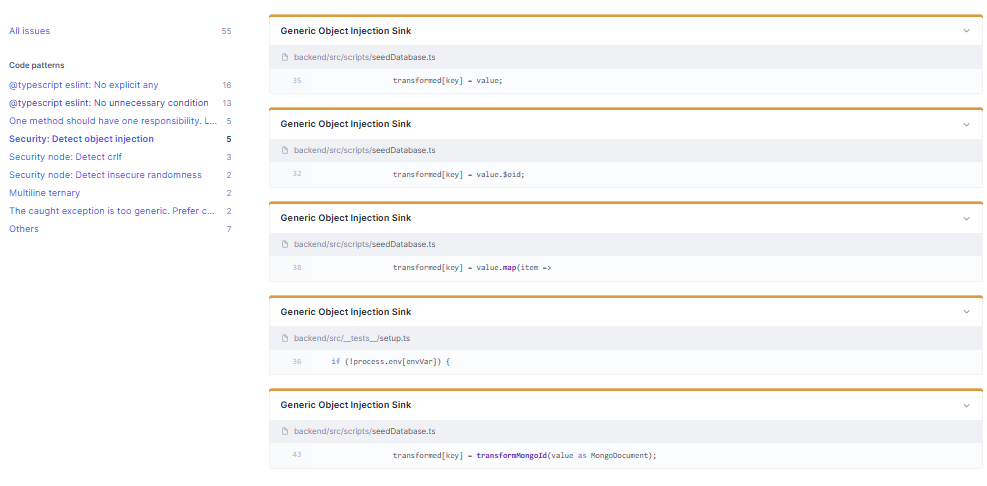 All issues 55
Code patterns
@typescript eslint: No explicit any 16
@typescript eslint: No unnecessary condition 13
One method should have one responsibility. L... 5
Security: Detect object injection 5
Security node: Detect crlf 3
Security node: Detect insecure randomness 2
Multiline ternary 2
The caught exception is too generic. Prefer c... 2
Others 7
Generic Object Injection Sink
backend/src/scripts/seedDatabase.ts
35 transformed[key] = value;
Generic Object Injection Sink
backend/src/scripts/seedDatabase.ts
32 transformed[key] = value.$oid;
Generic Object Injection Sink
backend/src/scripts/seedDatabase.ts
38 transformed[key] = value.map(item =>
Generic Object Injection Sink
backend/src/__tests__/setup.ts
36 if (!process.env[envVar]) {
Generic Object Injection Sink
backend/src/scripts/seedDatabase.ts
43 transformed[key] = transformMongoId(value as MongoDocument);